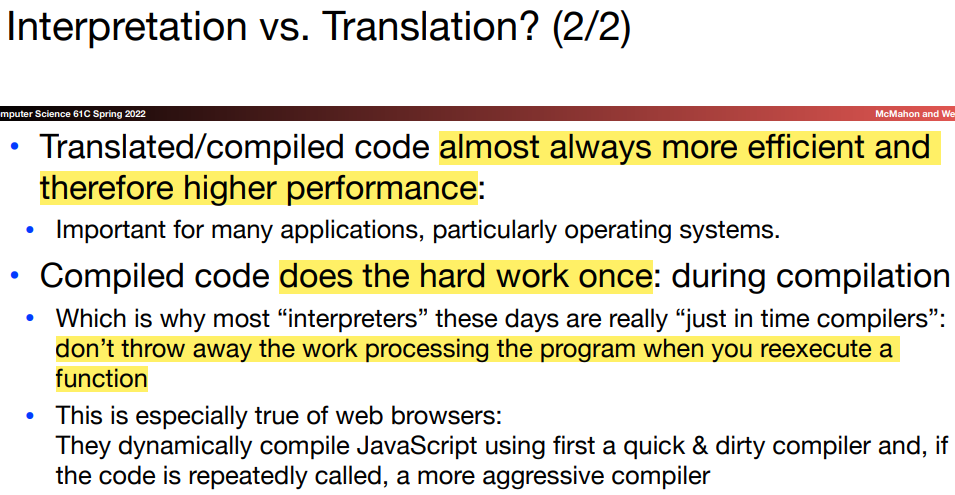 Interpretation vs. Translation? (2/2)
mputer Science 61C Spring 2022
McMahon and We
• Translated/compiled code almost always more efficient and
therefore higher performance:
• Important for many applications, particularly operating systems.
• Compiled code does the hard work once: during compilation
• Which is why most “interpreters” these days are really “just in time compilers”:
don’t throw away the work processing the program when you reexecute a
function
• This is especially true of web browsers:
They dynamically compile JavaScript using first a quick & dirty compiler and, if
the code is repeatedly called, a more aggressive compiler